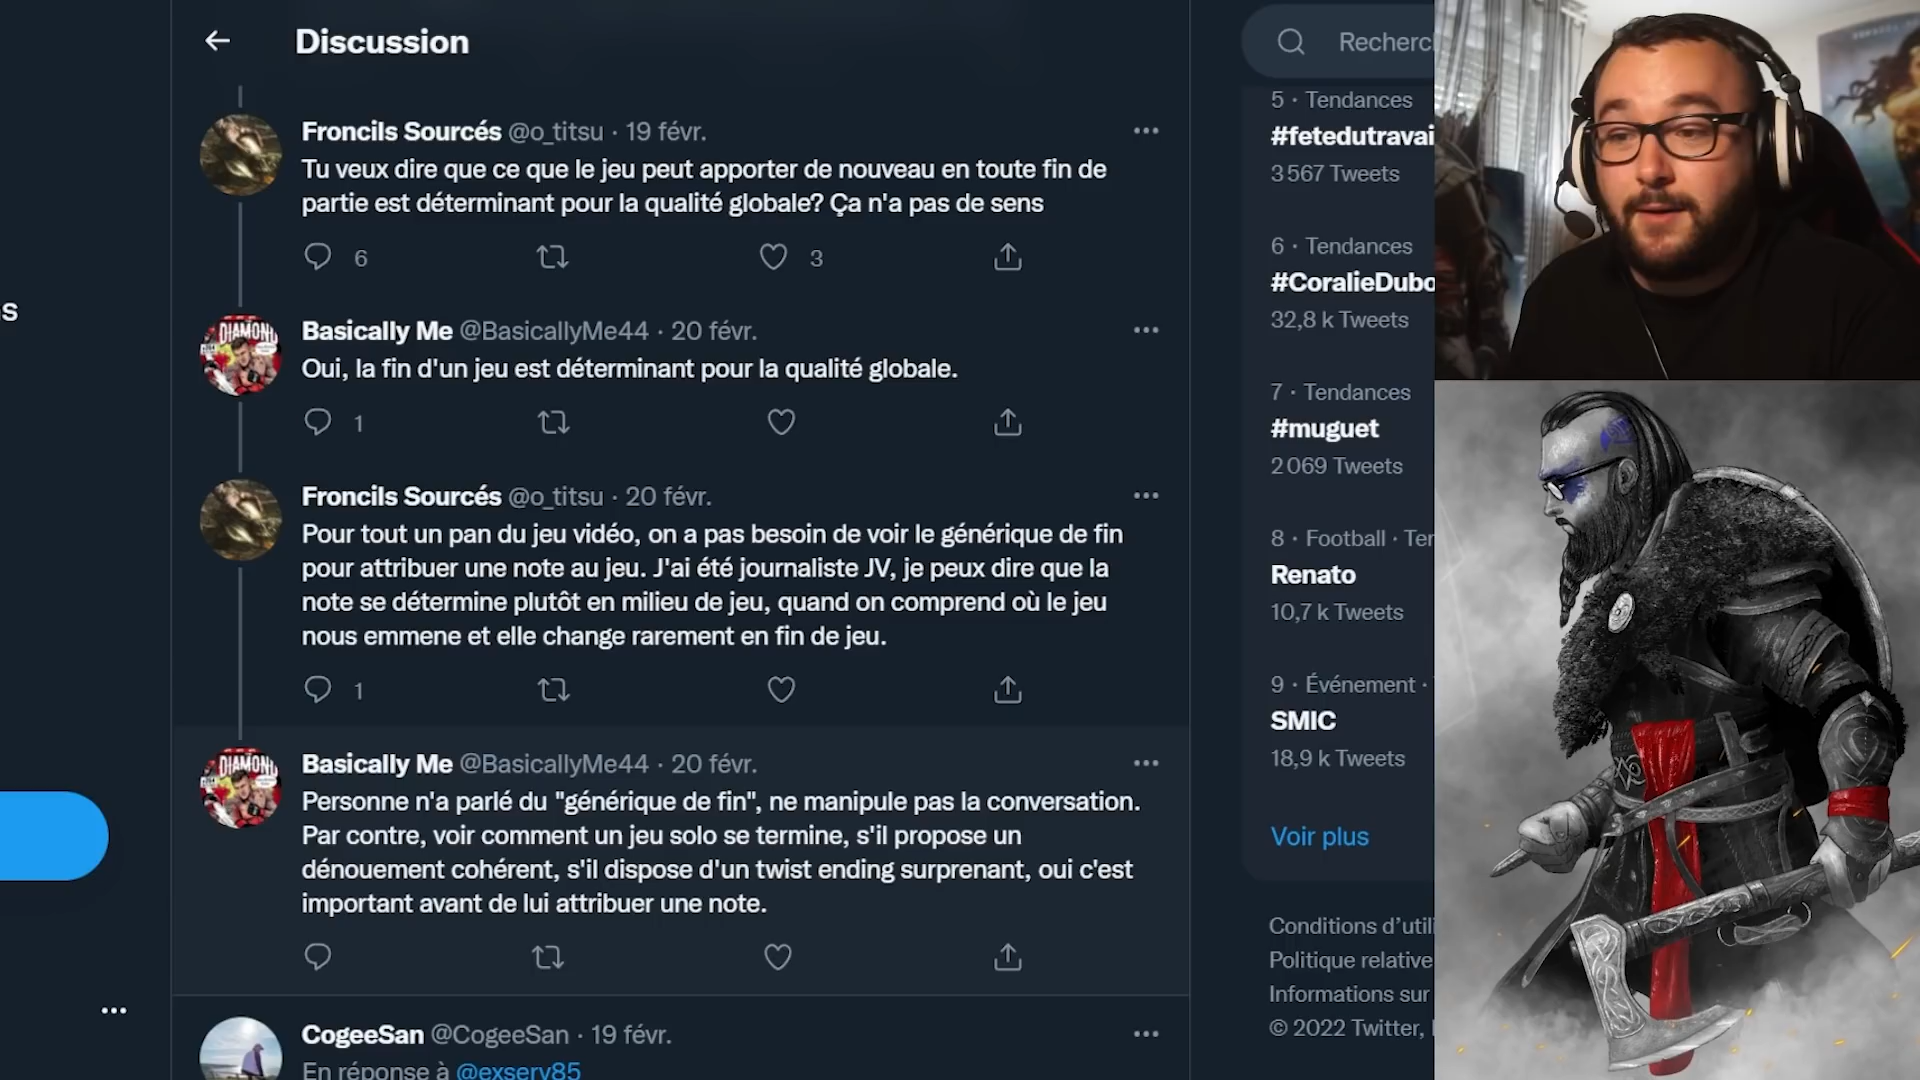 Discussion
Froncils Sourcés @o_titsu · 19 févr.
Tu veux dire que ce que le jeu peut apporter de nouveau en toute fin de
partie est déterminant pour la qualité globale? Ça n'a pas de sens
6
3
Basically Me @BasicallyMe44 · 20 févr.
Oui, la fin d'un jeu est déterminant pour la qualité globale.
1
Froncils Sourcés @o_titsu · 20 févr.
Pour tout un pan du jeu vidéo, on a pas besoin de voir le générique de fin
pour attribuer une note au jeu. J'ai été journaliste JV, je peux dire que la
note se détermine plutôt en milieu de jeu, quand on comprend où le jeu
nous emmene et elle change rarement en fin de jeu.
1
Basically Me @BasicallyMe44 · 20 févr.
Personne n'a parlé du "générique de fin", ne manipule pas la conversation.
Par contre, voir comment un jeu solo se termine, s'il propose un
dénouement cohérent, s'il dispose d'un twist ending surprenant, oui c'est
important avant de lui attribuer une note.
CogeeSan @CogeeSan · 19 févr.
En réponse à @exserv85
s
Recherc
5 · Tendances
#fetedutravai
3 567 Tweets
6 · Tendances
#CoralieDubo
32,8 k Tweets
7 · Tendances
#muguet
2 069 Tweets
8 · Football · Ter
Renato
10,7 k Tweets
9 · Événement ·
SMIC
18,9 k Tweets
Voir plus
Conditions d'util
Politique relative
Informations sur
© 2022 Twitter,
DIAMOND
DIAMOND